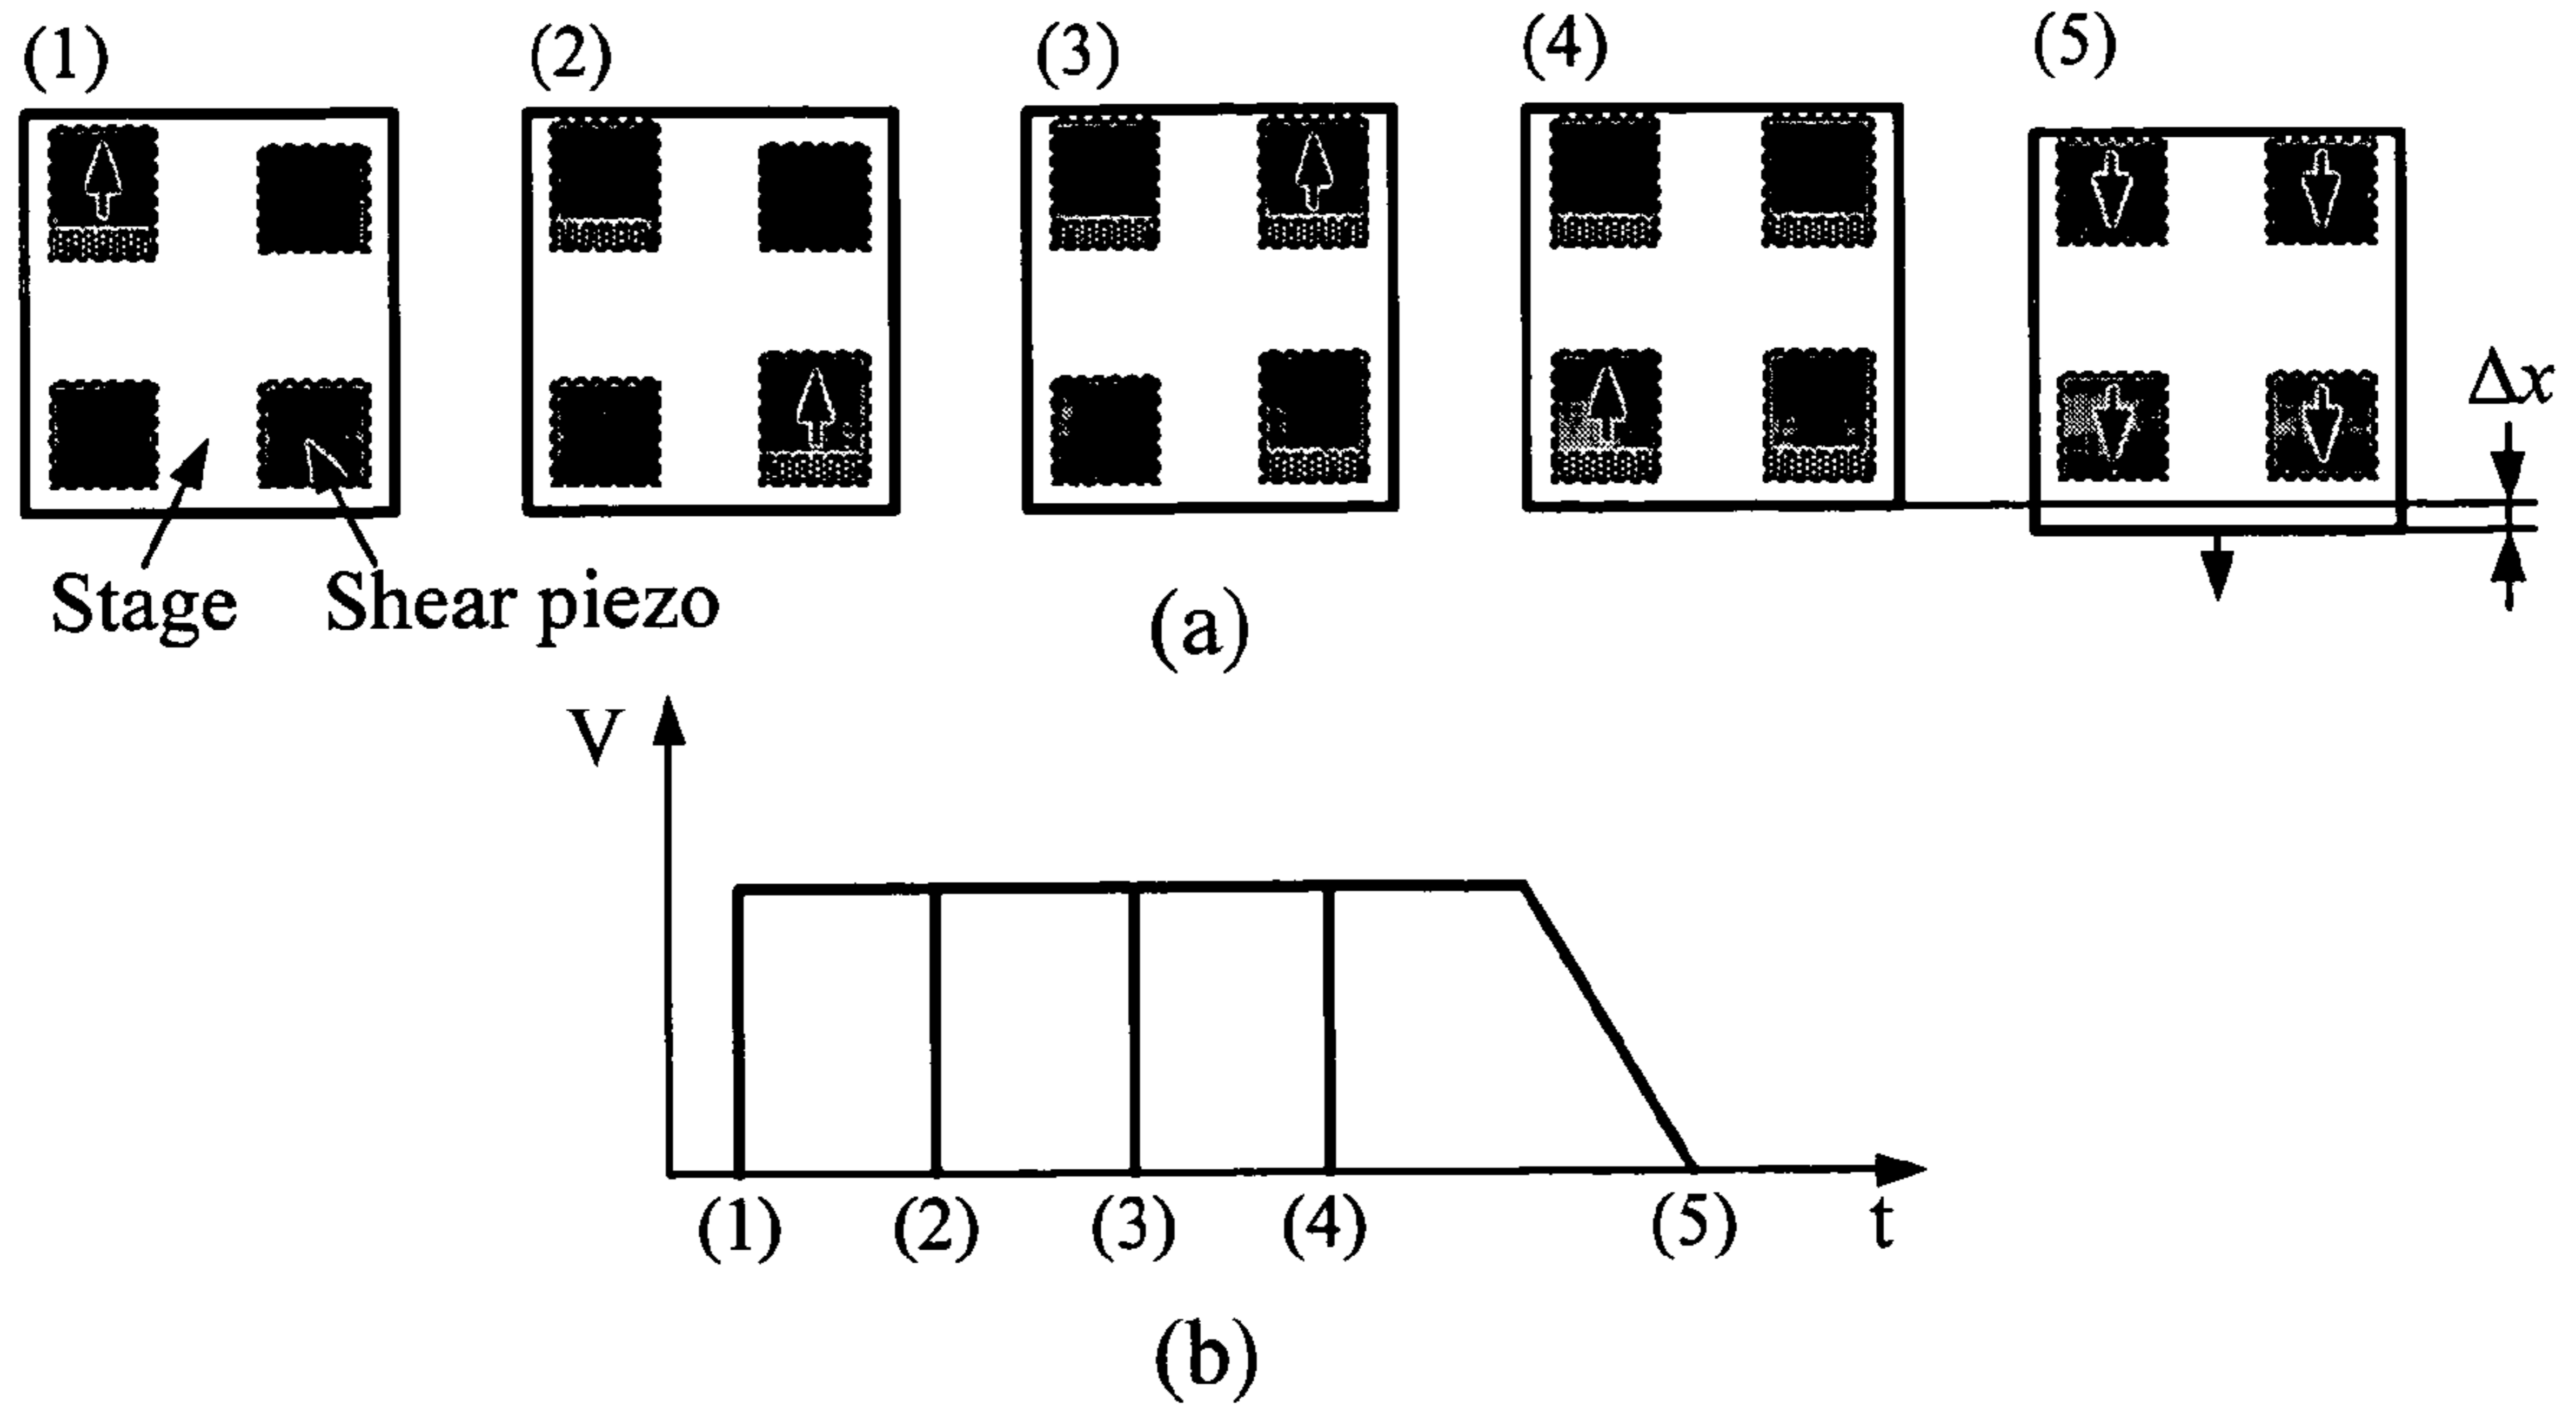 (1) (2) (3) (4) (5)
Δx
Stage Shear piezo
(a)
V
(1) (2) (3) (4) (5) t
(b)